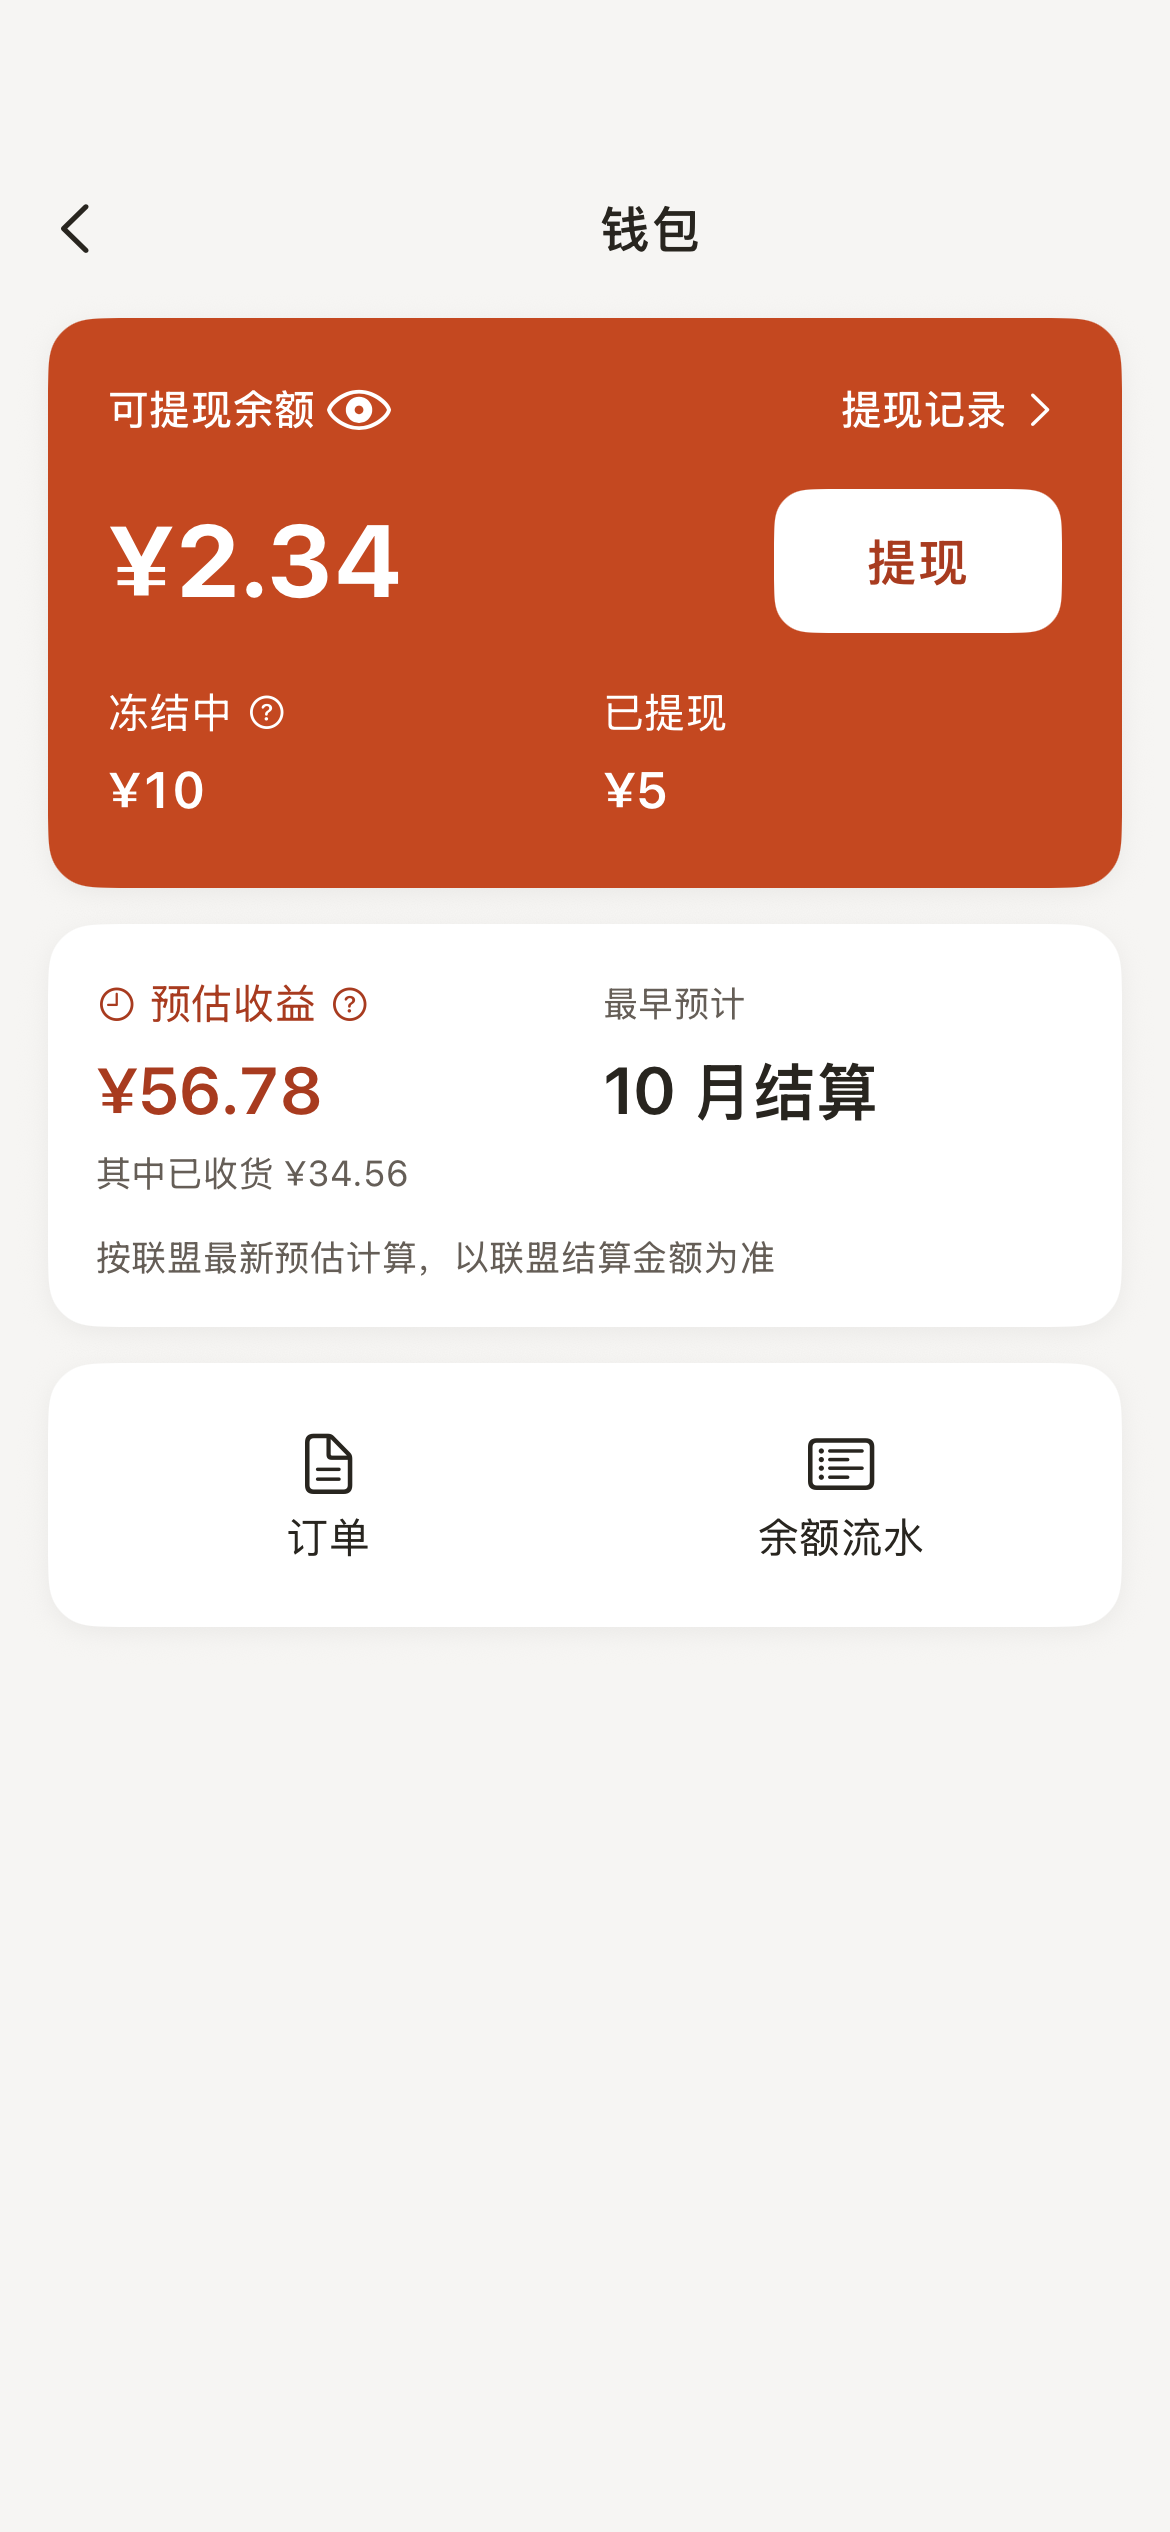 钱包
可提现余额 提现记录
¥2.34 提现
冻结中 ? 已提现
¥10 ¥5
预估收益 ? 最早预计
¥56.78 10 月结算
其中已收货 ¥34.56
按联盟最新预估计算，以联盟结算金额为准
订单 余额流水